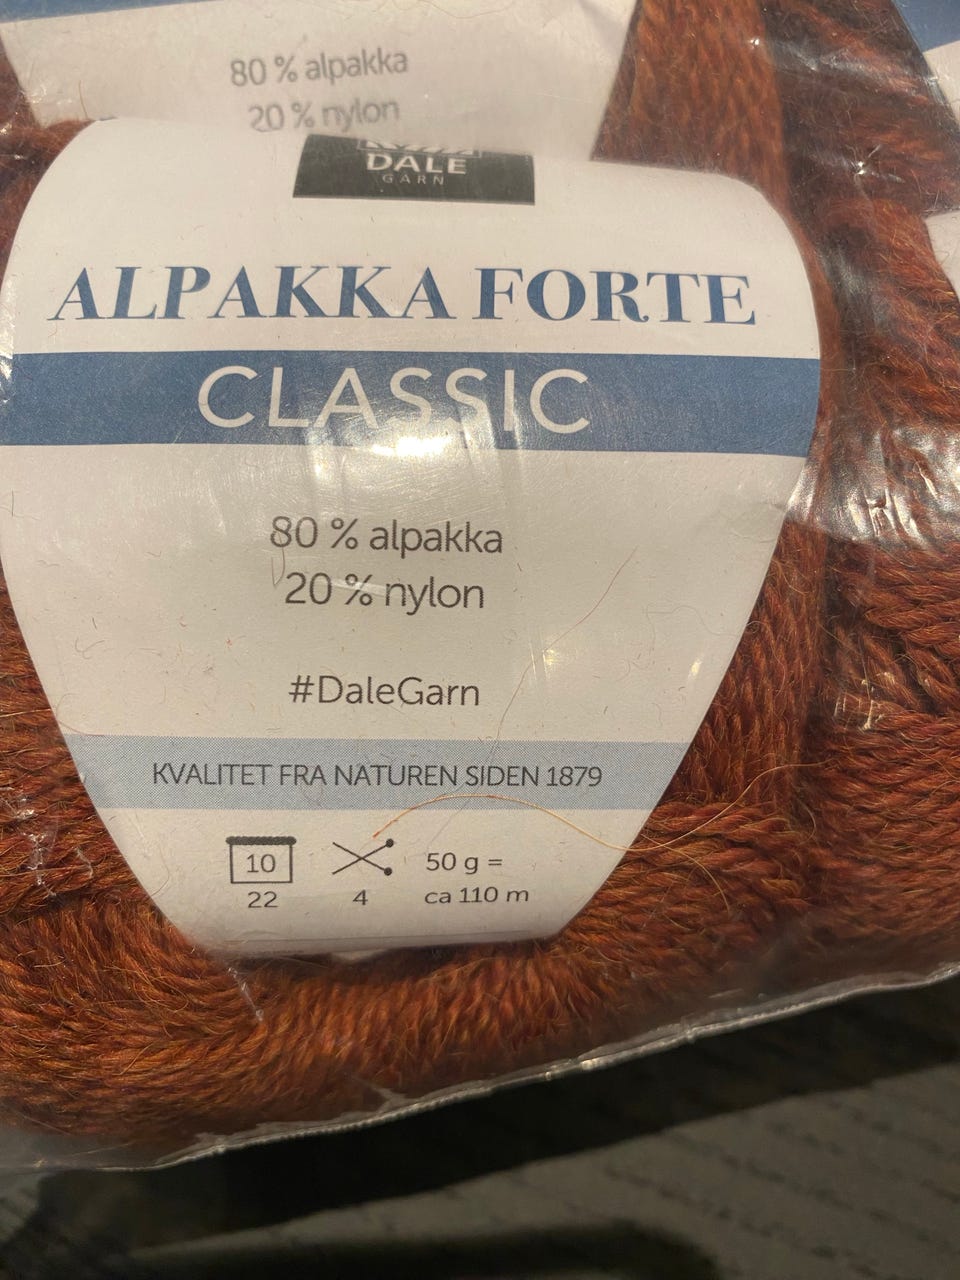 80 % alpakka
20 % nylon
DALE
GARN
ALPAKKA FORTE
CLASSIC
80 % alpakka
20 % nylon
#DaleGarn
KVALITET FRA NATUREN SIDEN 1879
10
22
4
50 g =
ca 110 m